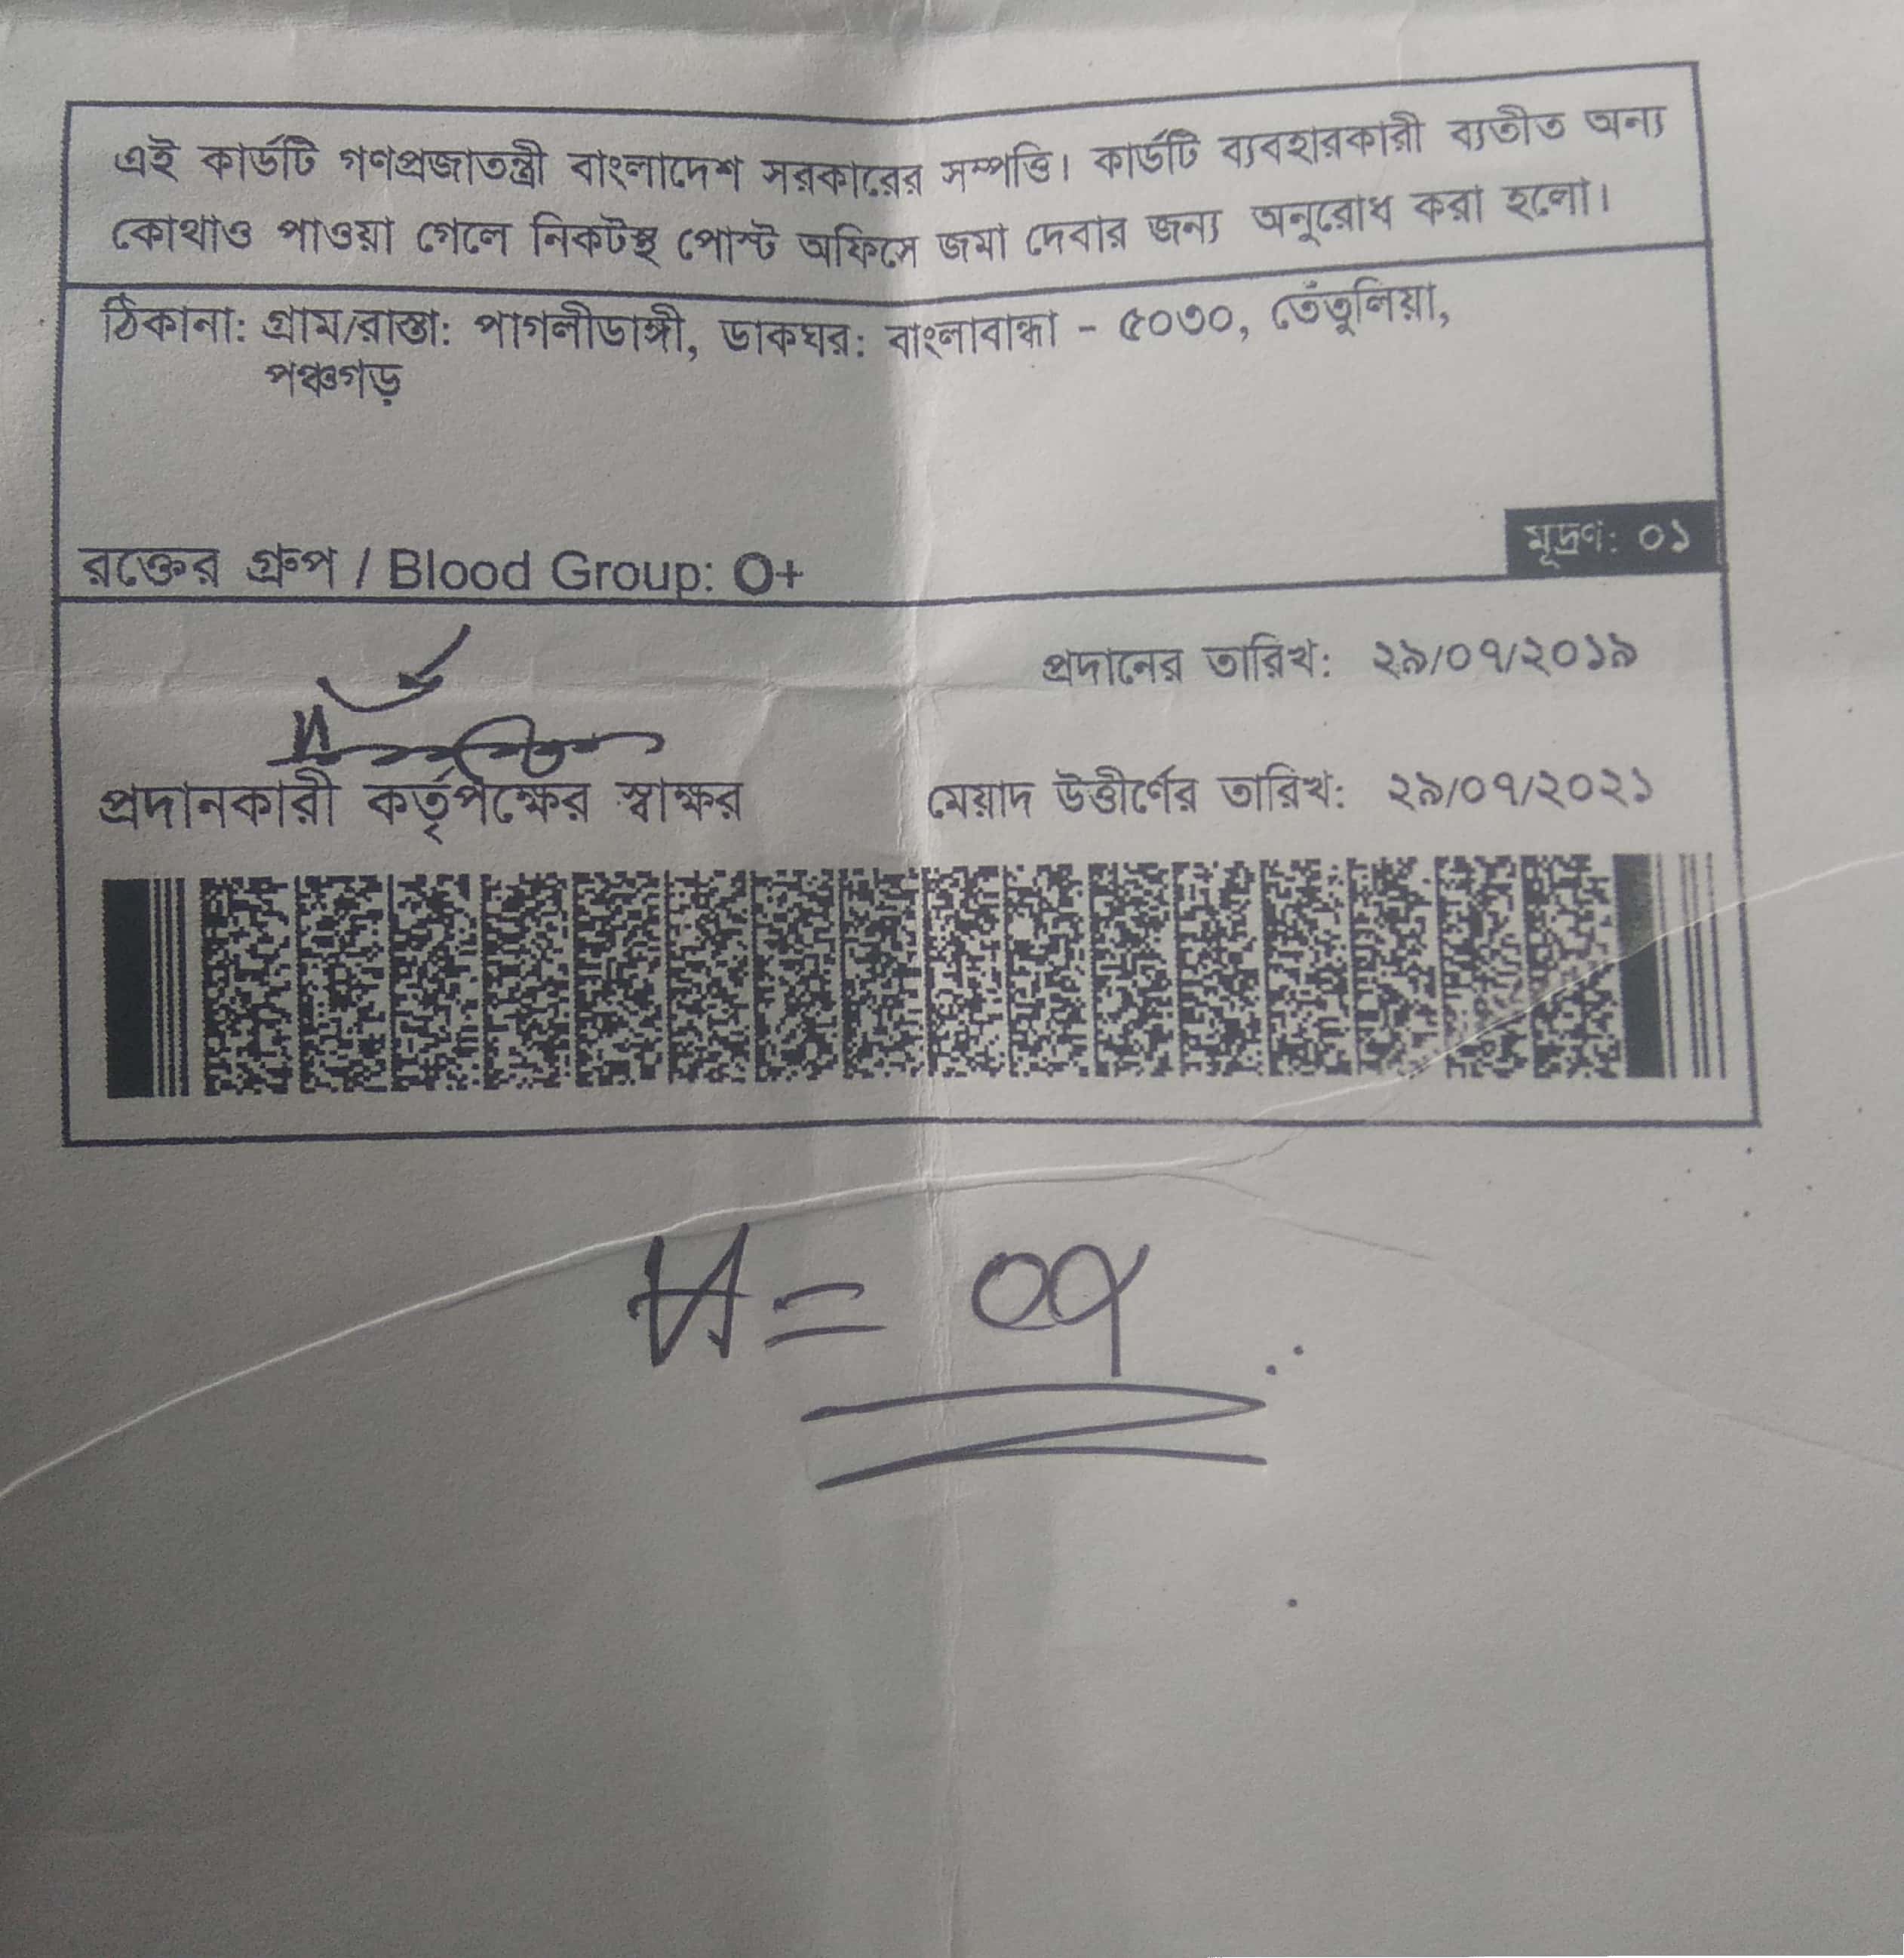 এই কার্ডটি গণপ্রজাতন্ত্রী বাংলাদেশ সরকারের সম্পত্তি। কার্ডটি ব্যবহারকারী ব্যতীত অন্য
কোথাও পাওয়া গেলে নিকটস্থ পোস্ট অফিসে জমা দেবার জন্য অনুরোধ করা হলো।
ঠিকানা: গ্রাম/রাস্তা: পাগলীডাঙ্গী, ডাকঘর: বাংলাবান্ধা - ৫০৩০, তেঁতুলিয়া,
পঞ্চগড়
রক্তের গ্রুপ / Blood Group: O+
মূদ্রণ: ০১
প্রদানের তারিখ: ২৯/০৭/২০১৯
প্রদানকারী কর্তৃপক্ষের স্বাক্ষর
মেয়াদ উত্তীর্ণের তারিখ: ২৯/০৭/২০২১
= ০৭